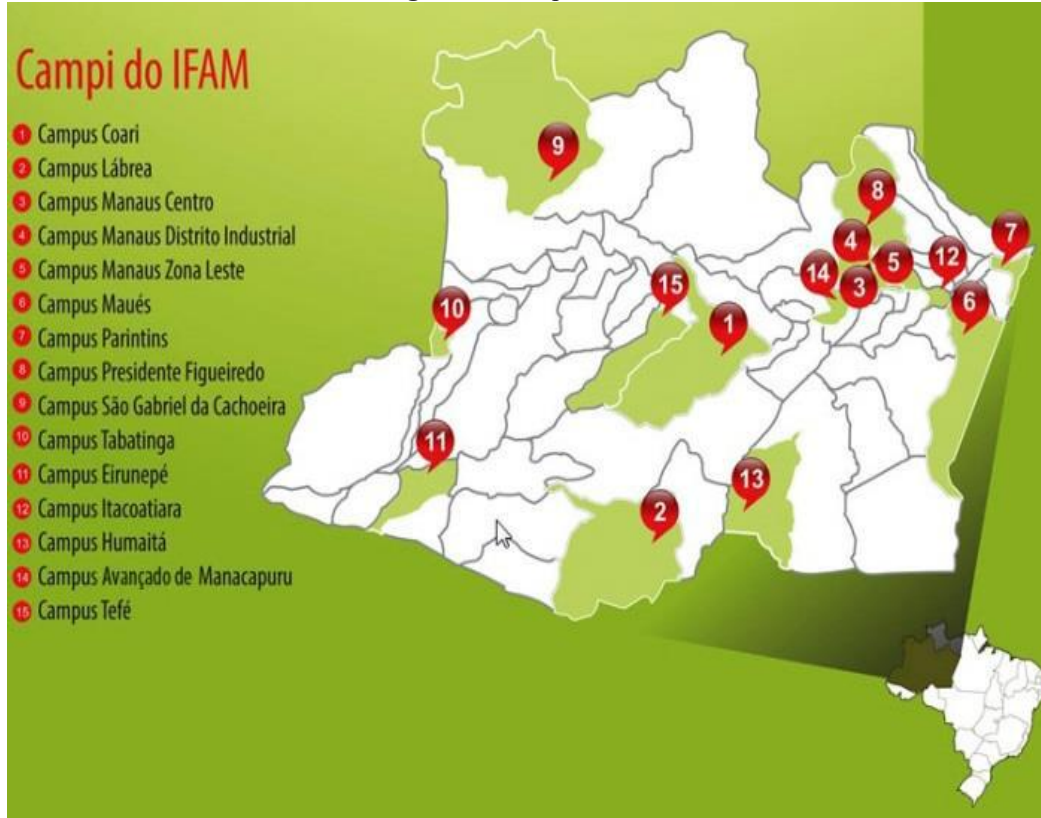 Campi do IFAM
1 Campus Coari
2 Campus Lábrea
3 Campus Manaus Centro
4 Campus Manaus Distrito Industrial
5 Campus Manaus Zona Leste
6 Campus Maués
7 Campus Parintins
8 Campus Presidente Figueiredo
9 Campus São Gabriel da Cachoeira
10 Campus Tabatinga
11 Campus Eirunepé
12 Campus Itacoatiara
13 Campus Humaitá
14 Campus Avançado de Manacapuru
15 Campus Tefé
9
8
7
4
5
12
14
3
15
6
10
1
11
13
2